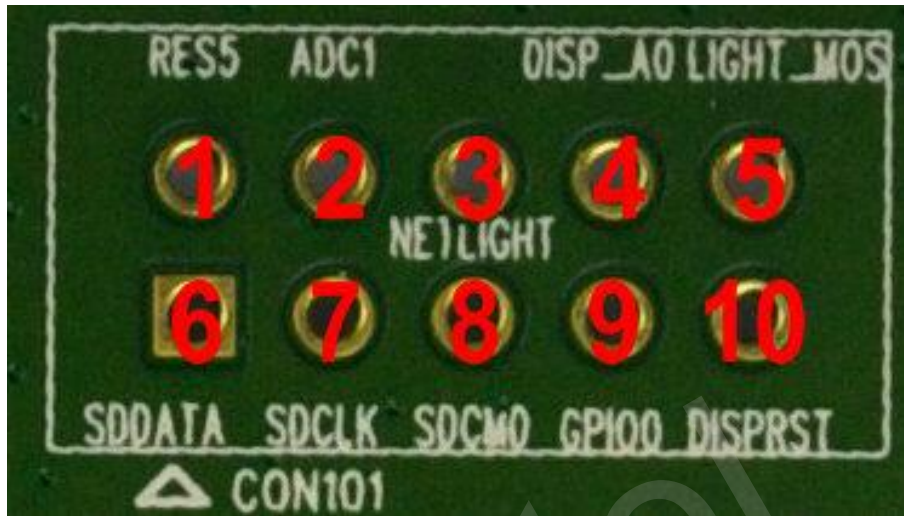 RES5 ADC1 DISP_A0 LIGHT_MOS
1 2 3 4 5
NETLIGHT
6 7 8 9 10
SDDATA SDCLK SDCMD GPIO0 DISPRST
CON101